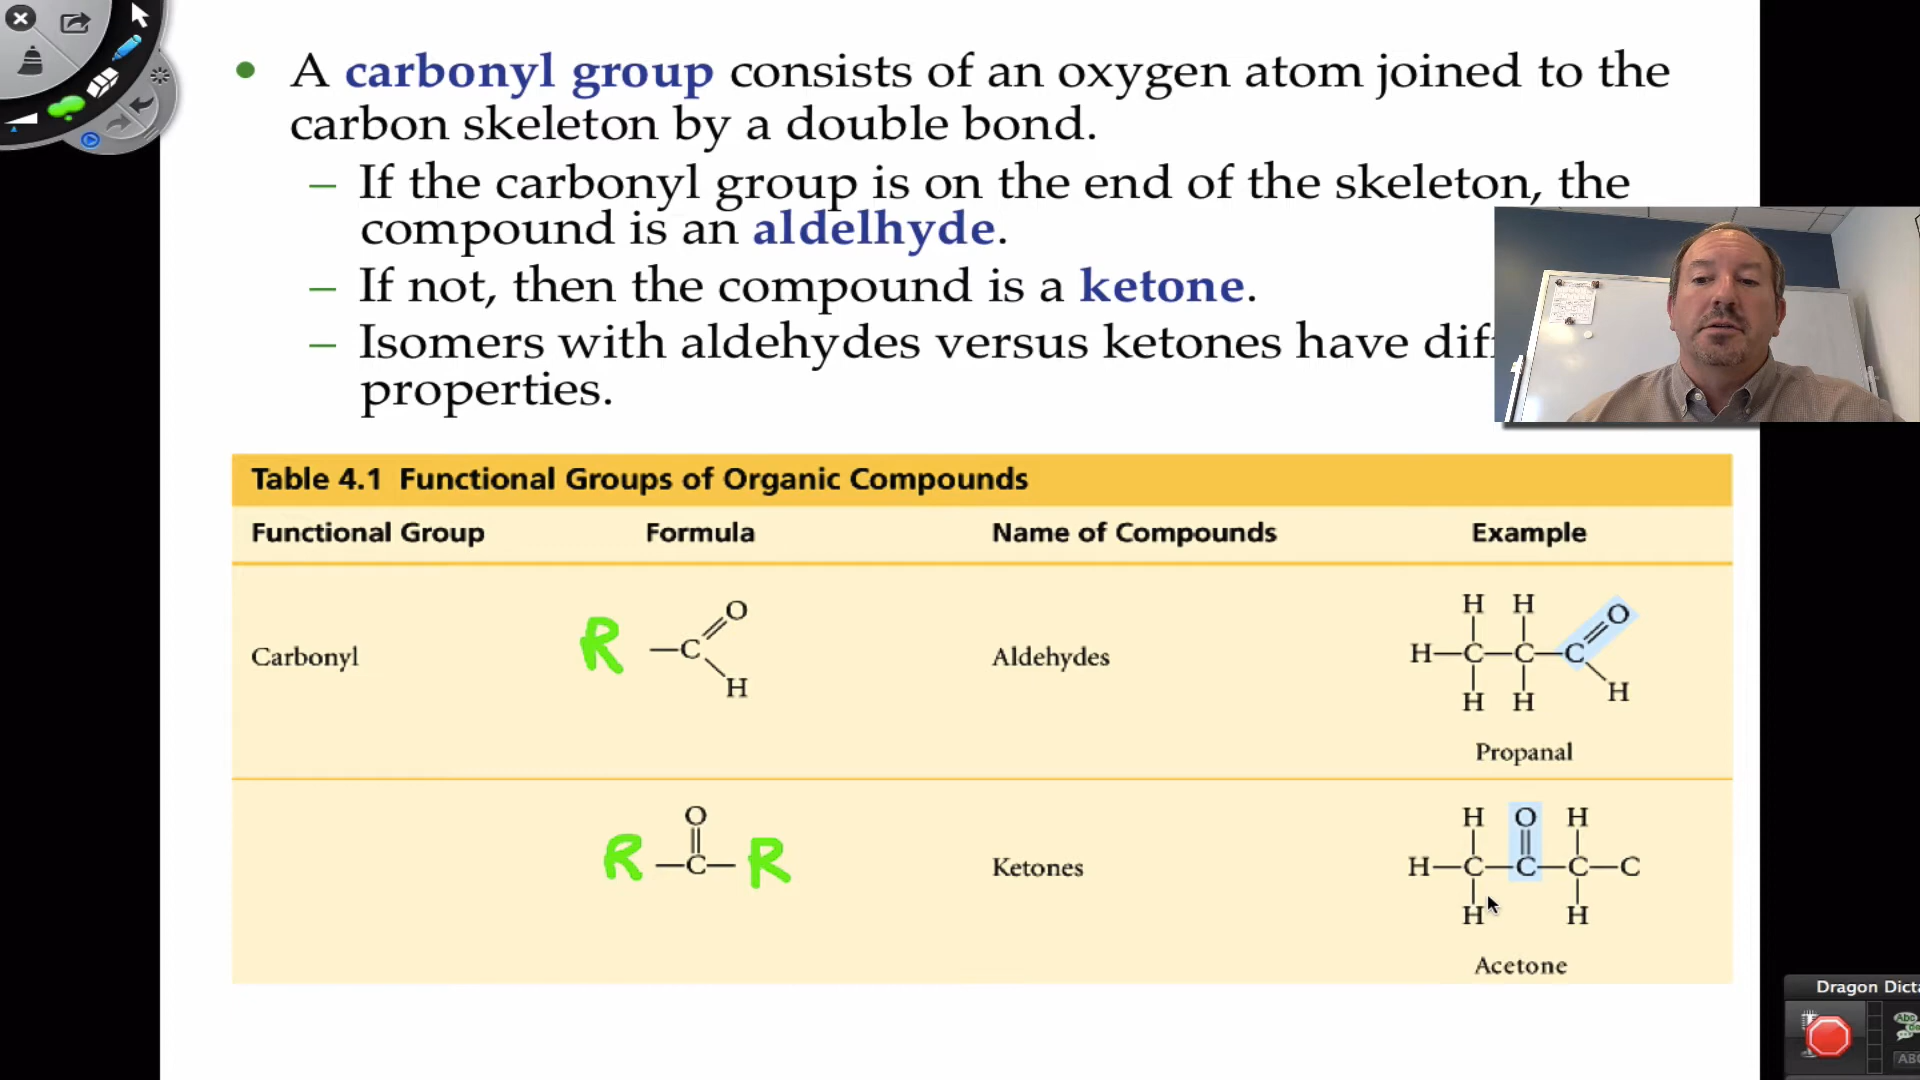 • A carbonyl group consists of an oxygen atom joined to the
carbon skeleton by a double bond.
– If the carbonyl group is on the end of the skeleton, the
compound is an aldelhyde.
– If not, then the compound is a ketone.
– Isomers with aldehydes versus ketones have
properties.
Table 4.1 Functional Groups of Organic Compounds
Functional Group Formula Name of Compounds Example
H H O
Carbonyl R —C=O H Aldehydes H—C—C—C
H H H
Propanal
O H O H
R —C— R Ketones H—C—C—C—C
H H
Acetone
Dragon
Abc